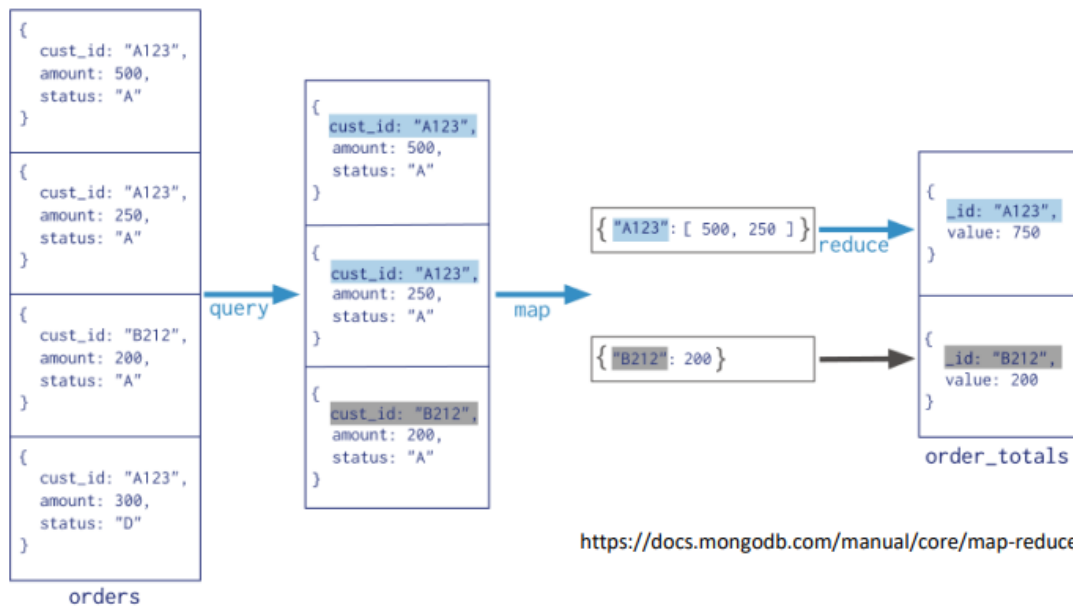 {
cust_id: "A123",
amount: 500,
status: "A"
}
{
cust_id: "A123",
amount: 250,
status: "A"
}
{
cust_id: "B212",
amount: 200,
status: "A"
}
{
cust_id: "A123",
amount: 300,
status: "D"
}
orders
query
{
cust_id: "A123",
amount: 500,
status: "A"
}
{
cust_id: "A123",
amount: 250,
status: "A"
}
{
cust_id: "B212",
amount: 200,
status: "A"
}
map
{ "A123": [ 500, 250 ] }
{ "B212": 200 }
reduce
{
_id: "A123",
value: 750
}
{
_id: "B212",
value: 200
}
order_totals
https://docs.mongodb.com/manual/core/map-reduce